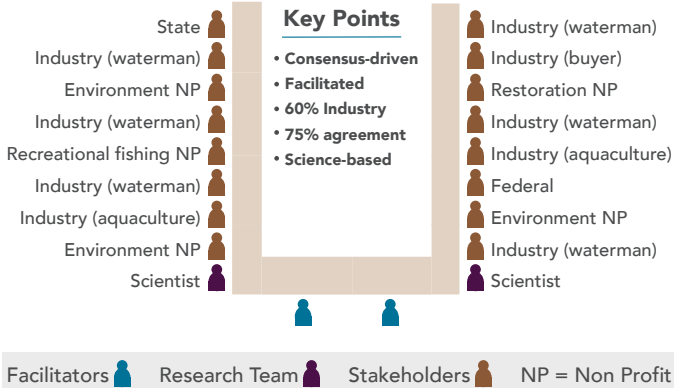 State
Industry (waterman)
Environment NP
Industry (waterman)
Recreational fishing NP
Industry (waterman)
Industry (aquaculture)
Environment NP
Scientist
Key Points
• Consensus-driven
• Facilitated
• 60% Industry
• 75% agreement
• Science-based
Industry (waterman)
Industry (buyer)
Restoration NP
Industry (waterman)
Industry (aquaculture)
Federal
Environment NP
Industry (waterman)
Scientist
Facilitators Research Team Stakeholders NP = Non Profit